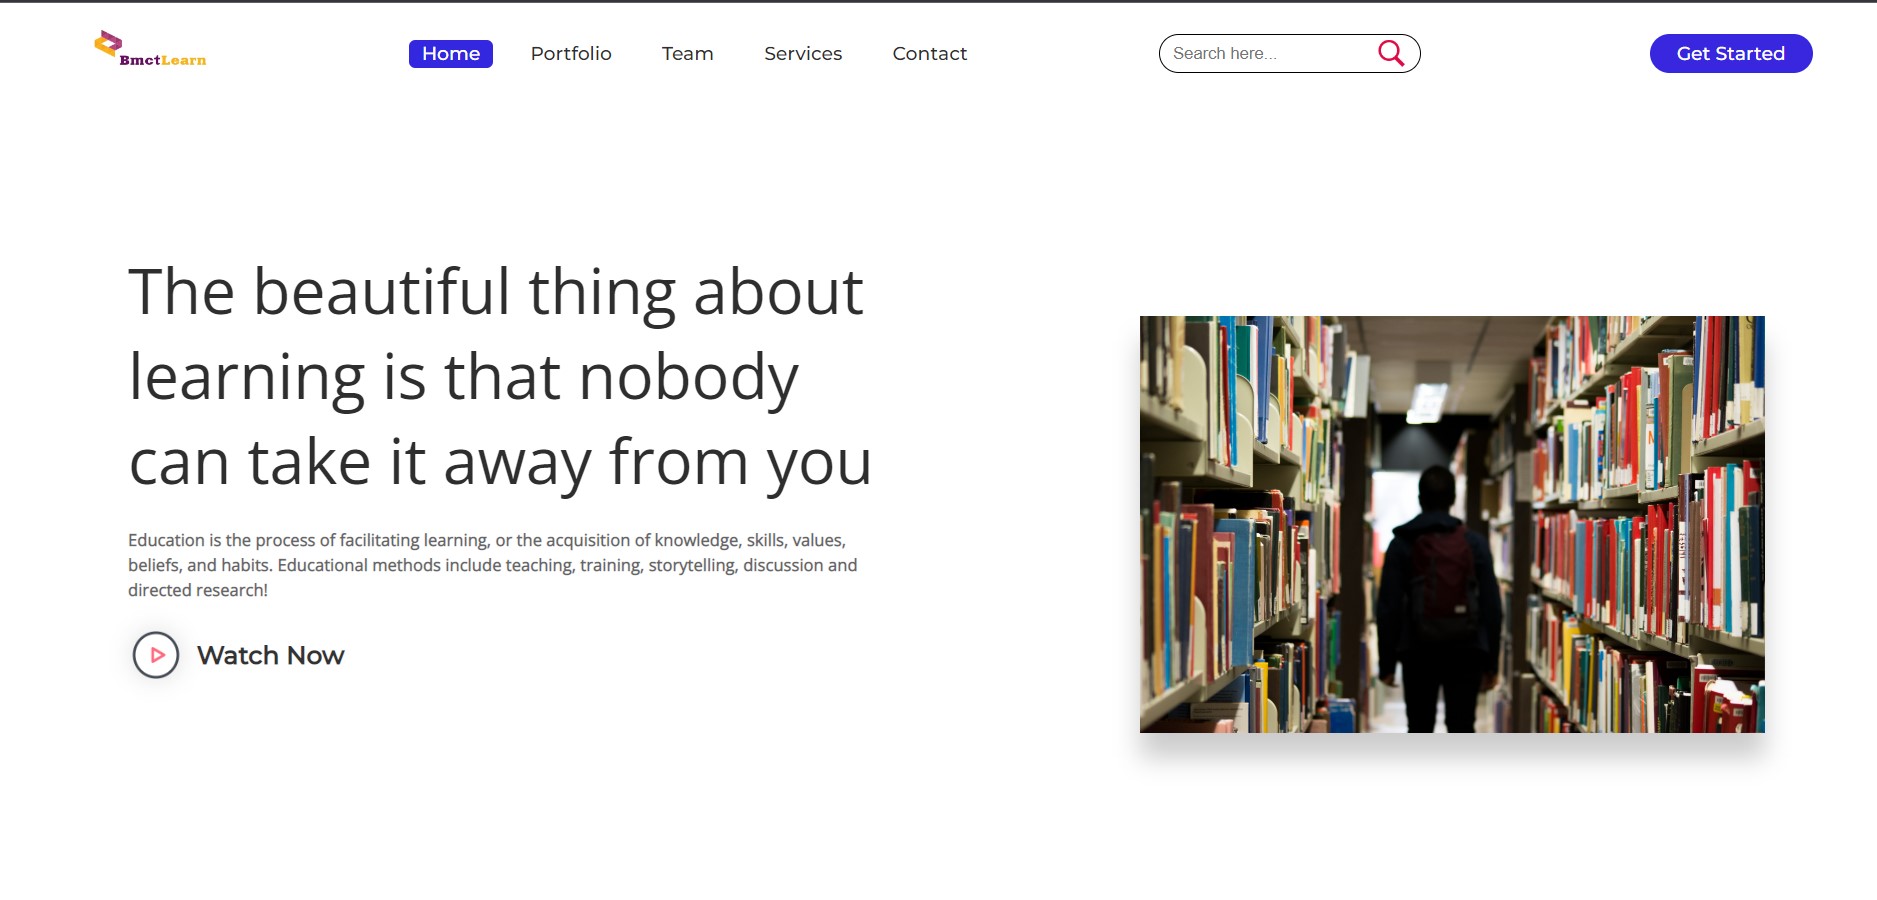 BmctLearn
Home
Portfolio
Team
Services
Contact
Search here...
Get Started
The beautiful thing about
learning is that nobody
can take it away from you
Education is the process of facilitating learning, or the acquisition of knowledge, skills, values,
beliefs, and habits. Educational methods include teaching, training, storytelling, discussion and
directed research!
Watch Now